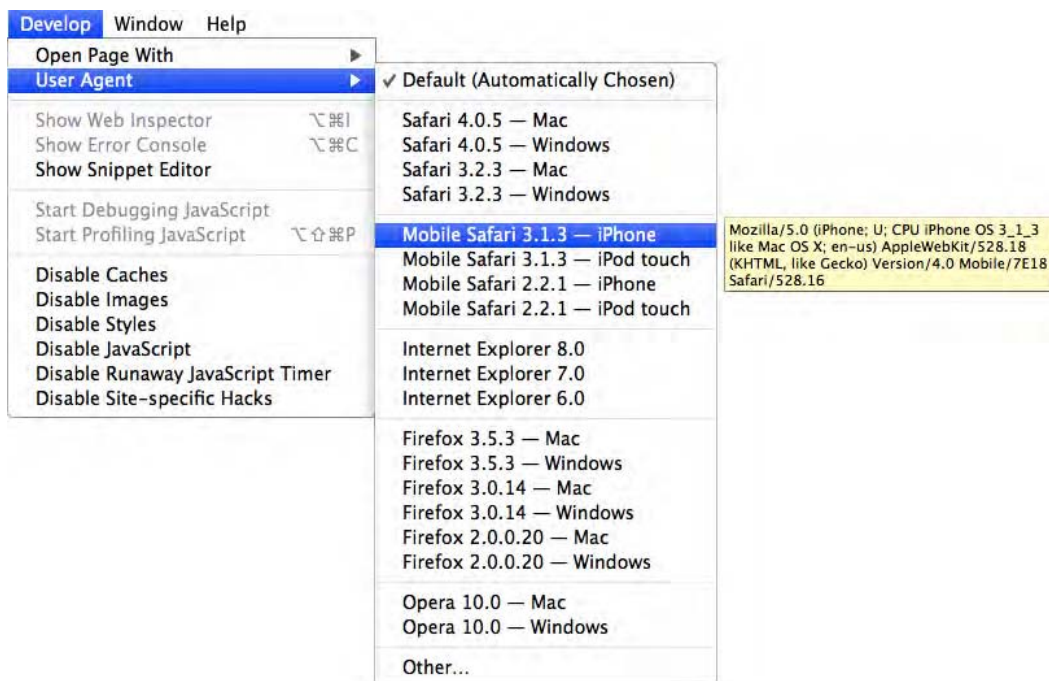 Develop Window Help
Open Page With
User Agent
Show Web Inspector ⌥⌘I
Show Error Console ⌥⌘C
Show Snippet Editor
Start Debugging JavaScript
Start Profiling JavaScript ⌥⇧⌘P
Disable Caches
Disable Images
Disable Styles
Disable JavaScript
Disable Runaway JavaScript Timer
Disable Site-specific Hacks
✓ Default (Automatically Chosen)
Safari 4.0.5 — Mac
Safari 4.0.5 — Windows
Safari 3.2.3 — Mac
Safari 3.2.3 — Windows
Mobile Safari 3.1.3 — iPhone
Mobile Safari 3.1.3 — iPod touch
Mobile Safari 2.2.1 — iPhone
Mobile Safari 2.2.1 — iPod touch
Internet Explorer 8.0
Internet Explorer 7.0
Internet Explorer 6.0
Firefox 3.5.3 — Mac
Firefox 3.5.3 — Windows
Firefox 3.0.14 — Mac
Firefox 3.0.14 — Windows
Firefox 2.0.0.20 — Mac
Firefox 2.0.0.20 — Windows
Opera 10.0 — Mac
Opera 10.0 — Windows
Other...
Mozilla/5.0 (iPhone; U; CPU iPhone OS 3_1_3
like Mac OS X; en-us) AppleWebKit/528.18
(KHTML, like Gecko) Version/4.0 Mobile/7E18
Safari/528.16